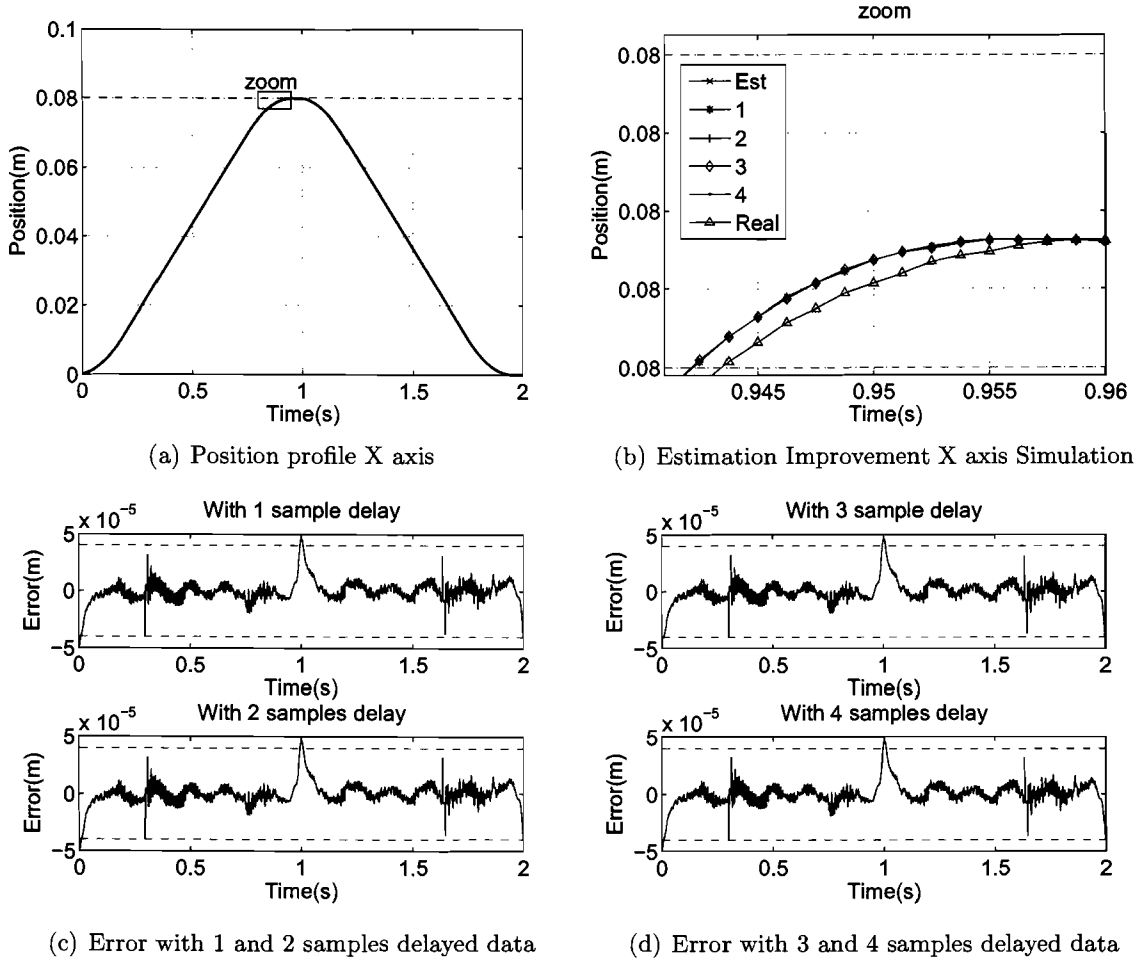 zoom
0.1
0.08
0.06
0.04
0.02
0
zoom
Position(m)
0 0.5 1 1.5 2
Time(s)
(a) Position profile X axis
0.08
0.08
0.08
0.08
0.08
Position(m)
Est
1
2
3
4
Real
0.945 0.95 0.955 0.96
Time(s)
(b) Estimation Improvement X axis Simulation
With 1 sample delay
5 x 10⁻⁵
0
−5
Error(m)
0 0.5 1 1.5 2
Time(s)
With 2 samples delay
5 x 10⁻⁵
0
−5
Error(m)
0 0.5 1 1.5 2
Time(s)
(c) Error with 1 and 2 samples delayed data
With 3 sample delay
5 x 10⁻⁵
0
−5
Error(m)
0 0.5 1 1.5 2
Time(s)
With 4 samples delay
5 x 10⁻⁵
0
−5
Error(m)
0 0.5 1 1.5 2
Time(s)
(d) Error with 3 and 4 samples delayed data